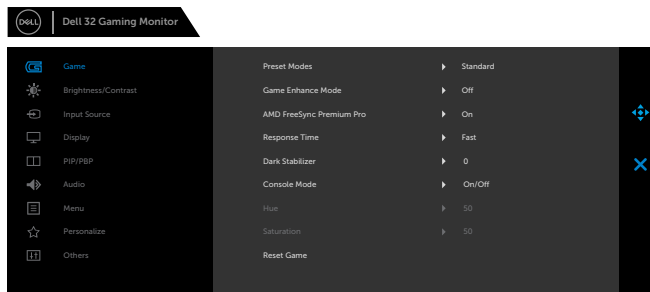 DELL Dell 32 Gaming Monitor
Game Preset Modes Standard
Brightness/Contrast Game Enhance Mode Off
Input Source AMD FreeSync Premium Pro On
Display Response Time Fast
PIP/PBP Dark Stabilizer 0
Audio Console Mode On/Off
Menu Hue 50
Personalize Saturation 50
Others Reset Game